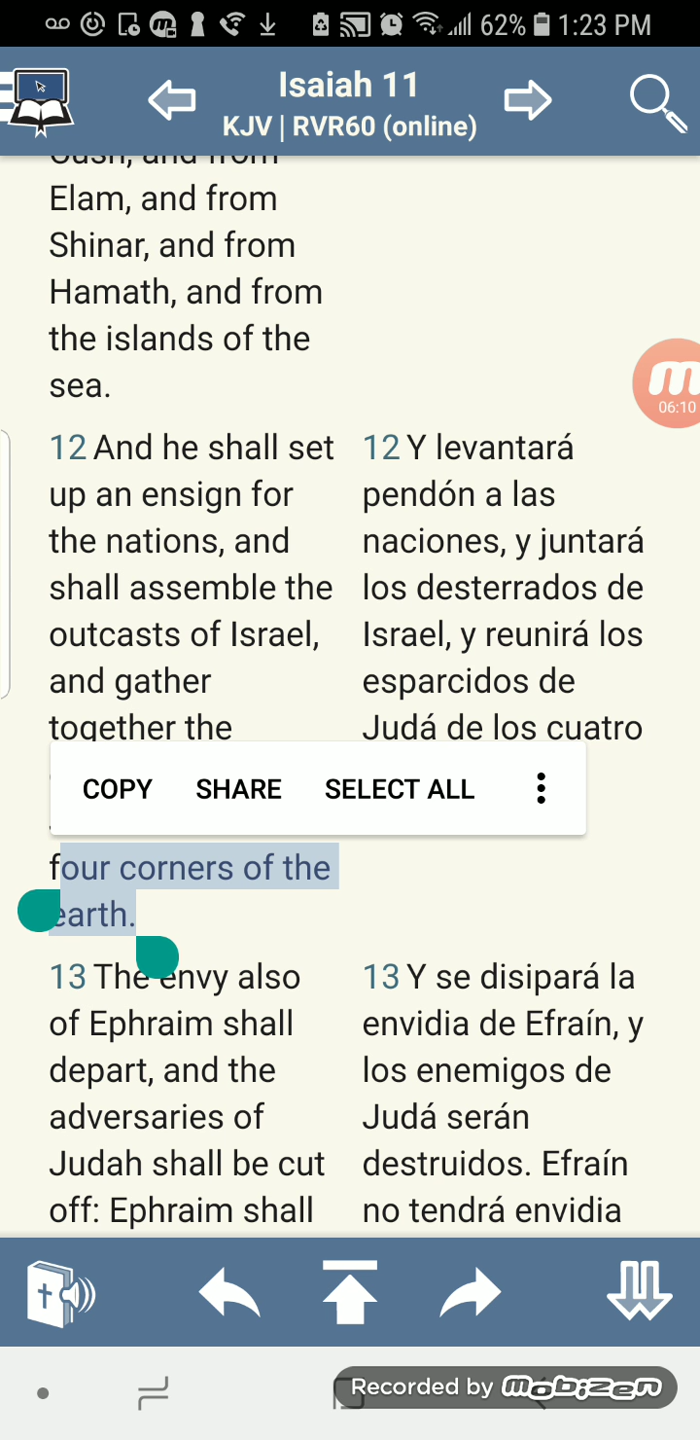 62% 1:23 PM
Isaiah 11
KJV | RVR60 (online)
Cush, and from
Elam, and from
Shinar, and from
Hamath, and from
the islands of the
sea.
06:10
12 And he shall set
up an ensign for
the nations, and
shall assemble the
outcasts of Israel,
and gather
together the
12 Y levantará
pendón a las
naciones, y juntará
los desterrados de
Israel, y reunirá los
esparcidos de
Judá de los cuatro
COPY SHARE SELECT ALL
four corners of the
earth.
13 The envy also
of Ephraim shall
depart, and the
adversaries of
Judah shall be cut
off: Ephraim shall
13 Y se disipará la
envidia de Efraín, y
los enemigos de
Judá serán
destruidos. Efraín
no tendrá envidia
Recorded by mobizen